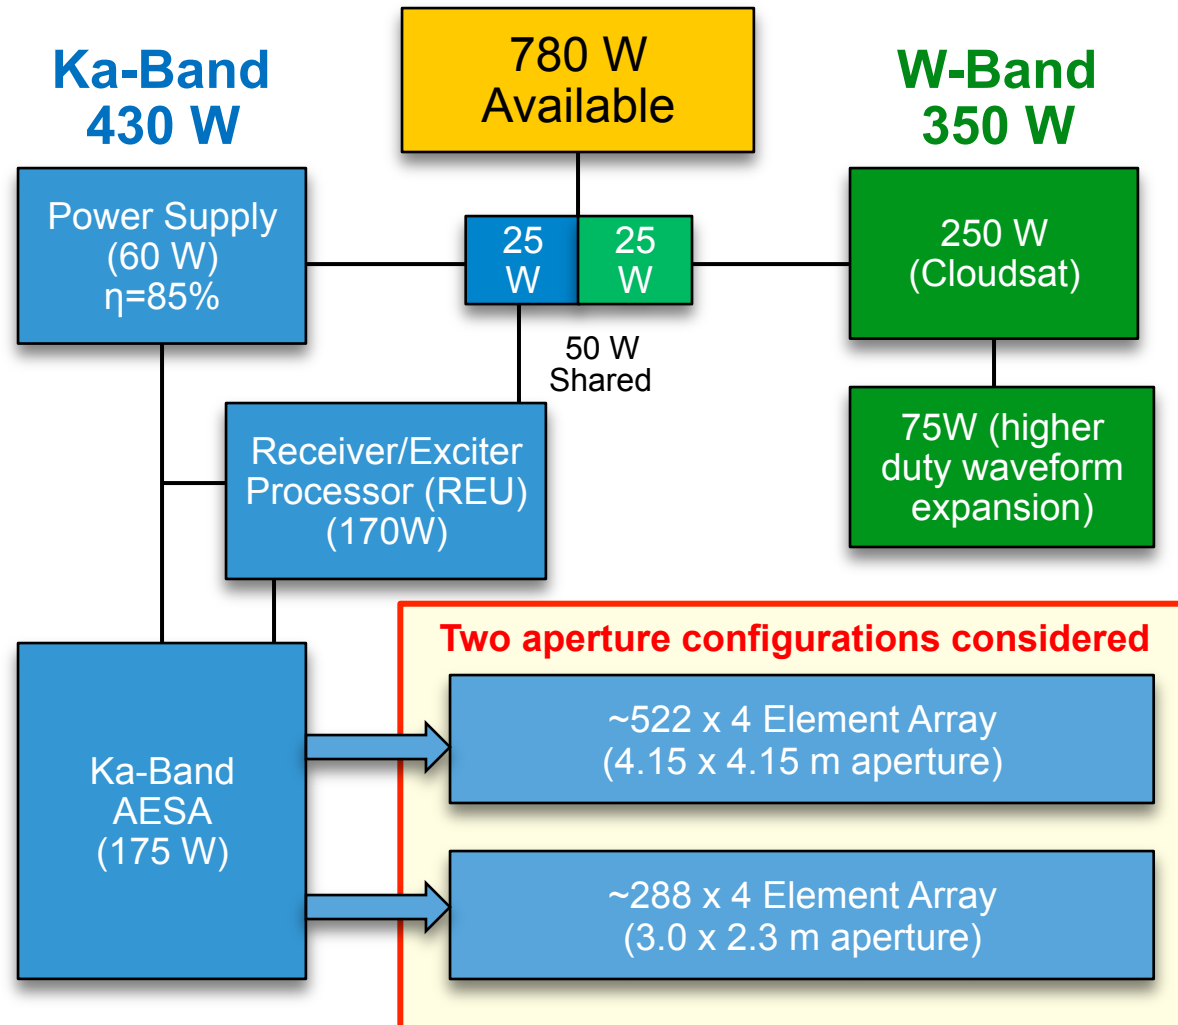 Ka-Band
430 W
780 W
Available
W-Band
350 W
Power Supply
(60 W)
η=85%
25
W
25
W
250 W
(Cloudsat)
50 W
Shared
Receiver/Exciter
Processor (REU)
(170W)
75W (higher
duty waveform
expansion)
Two aperture configurations considered
Ka-Band
AESA
(175 W)
~522 x 4 Element Array
(4.15 x 4.15 m aperture)
~288 x 4 Element Array
(3.0 x 2.3 m aperture)